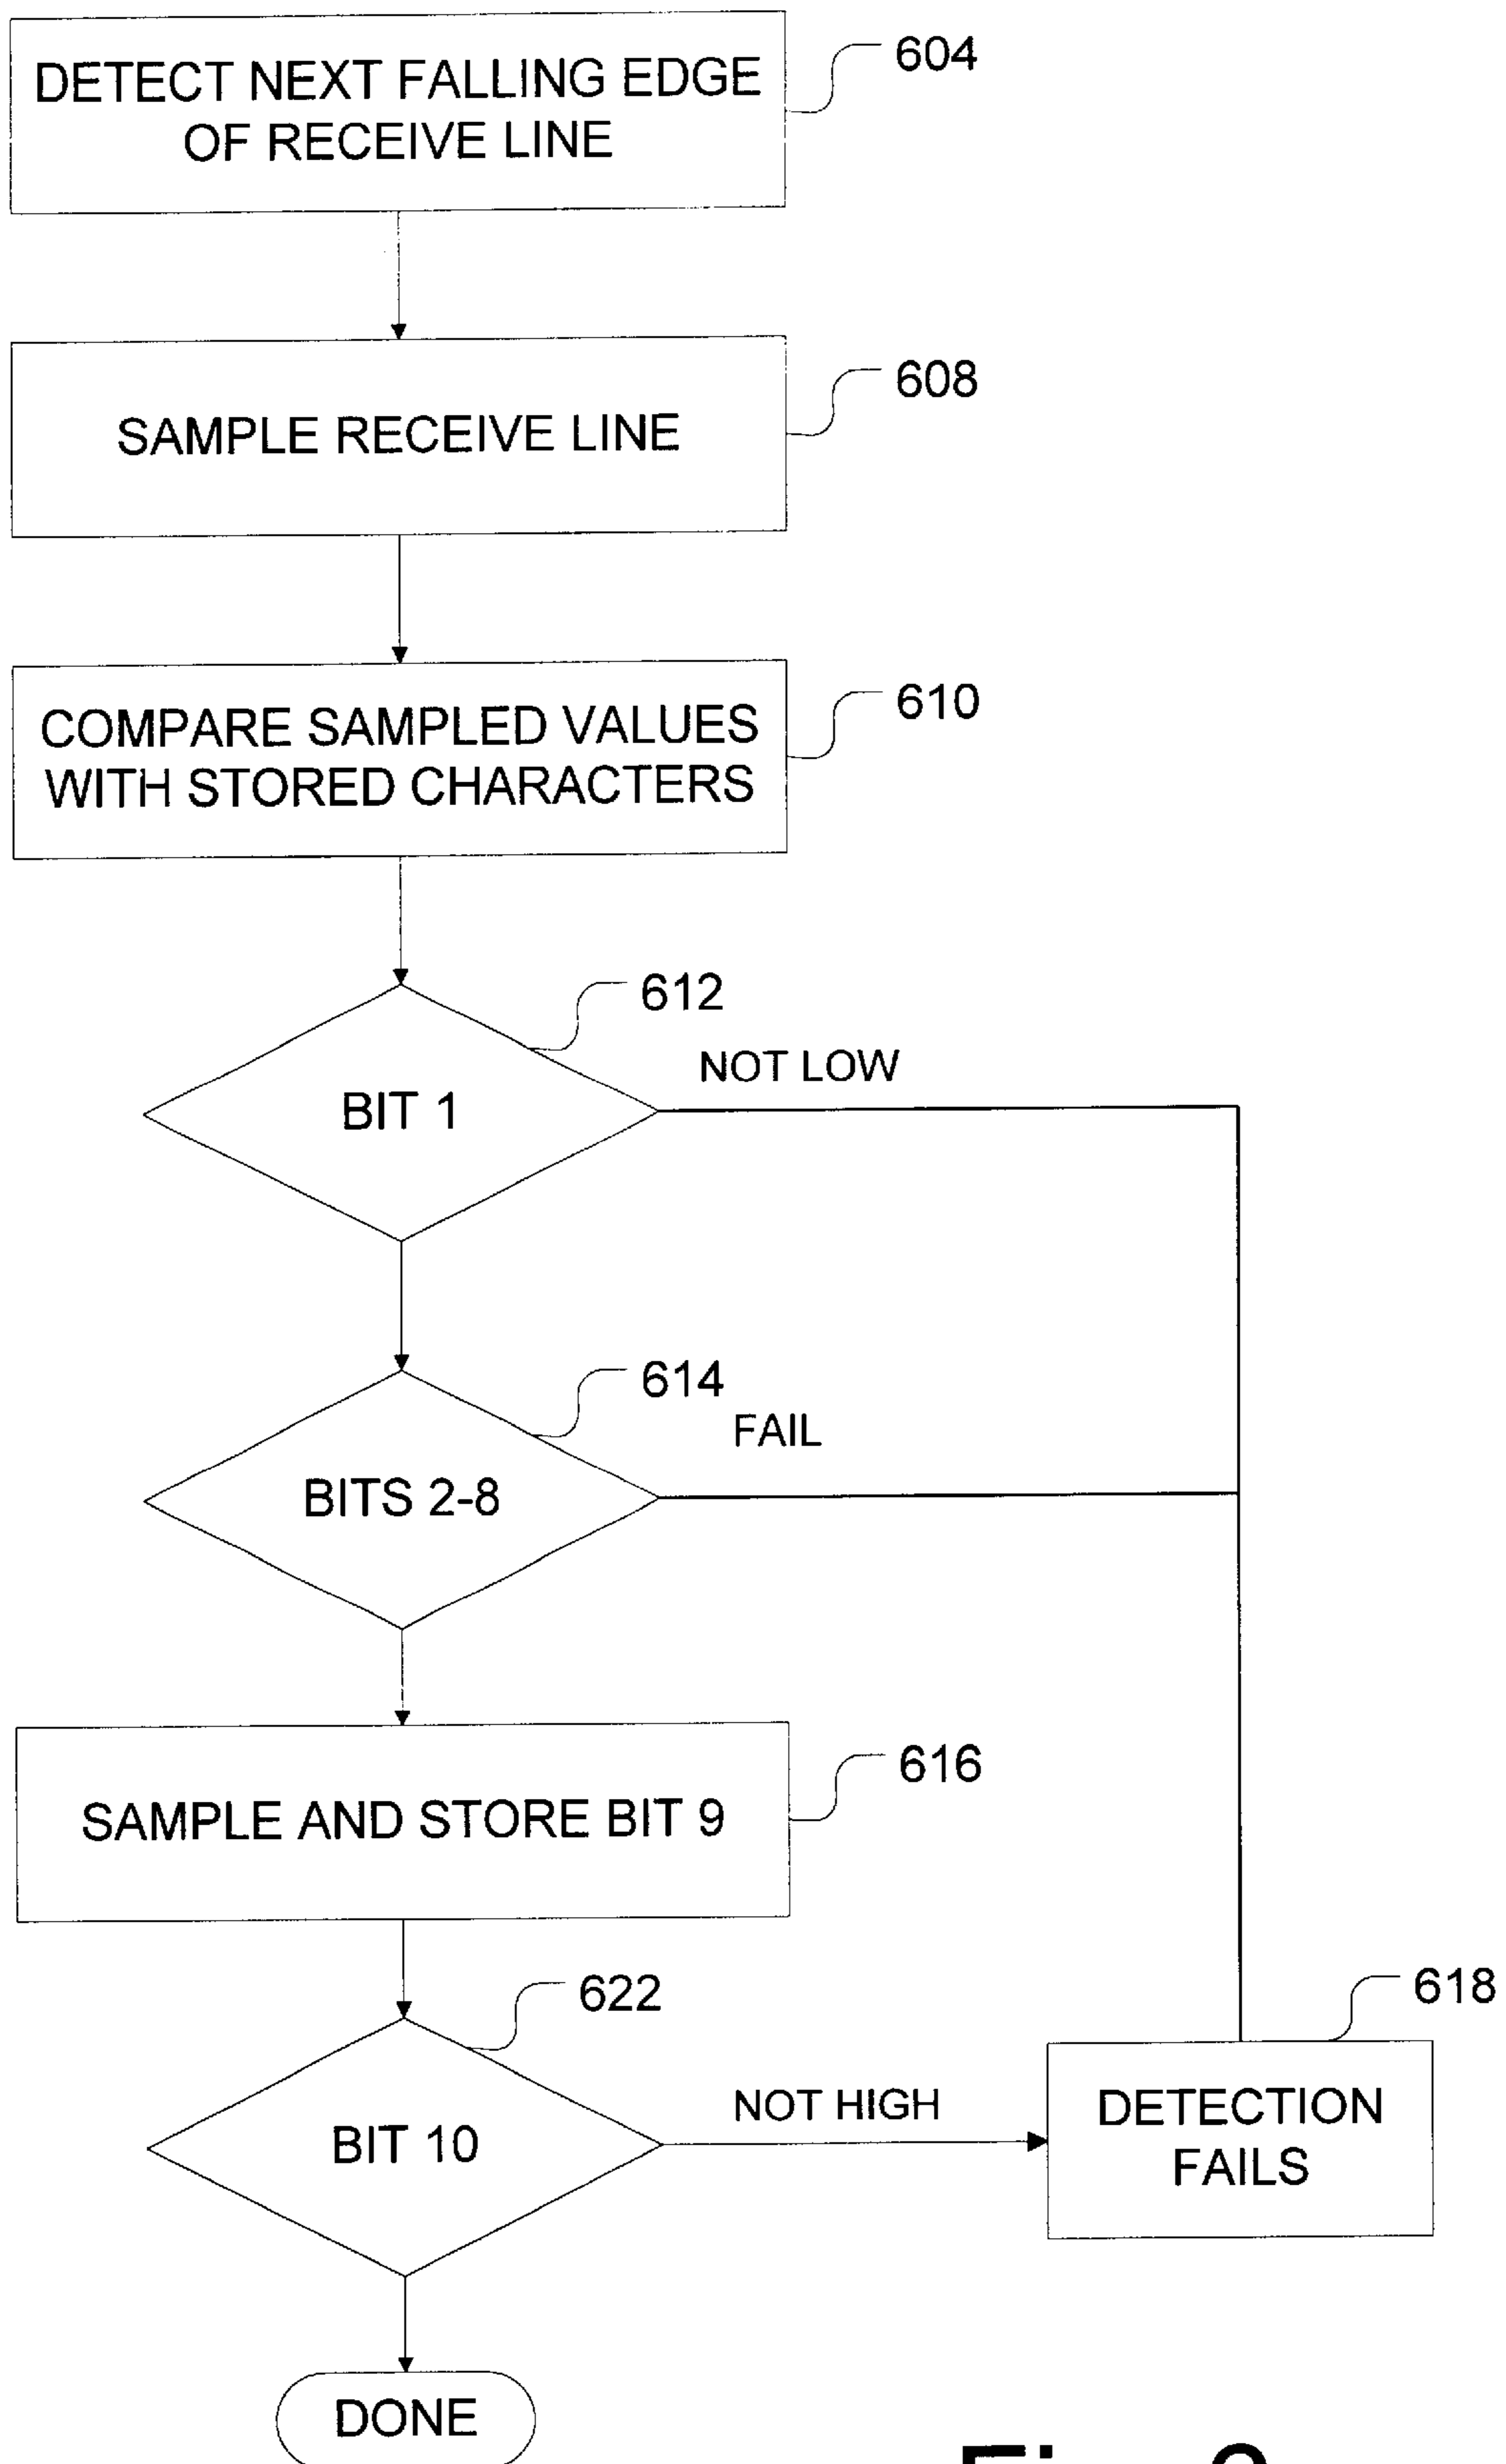 DETECT NEXT FALLING EDGE
OF RECEIVE LINE
604
SAMPLE RECEIVE LINE
608
COMPARE SAMPLED VALUES
WITH STORED CHARACTERS
610
612
BIT 1
NOT LOW
614
BITS 2-8
FAIL
SAMPLE AND STORE BIT 9
616
622
BIT 10
NOT HIGH
618
DETECTION
FAILS
DONE